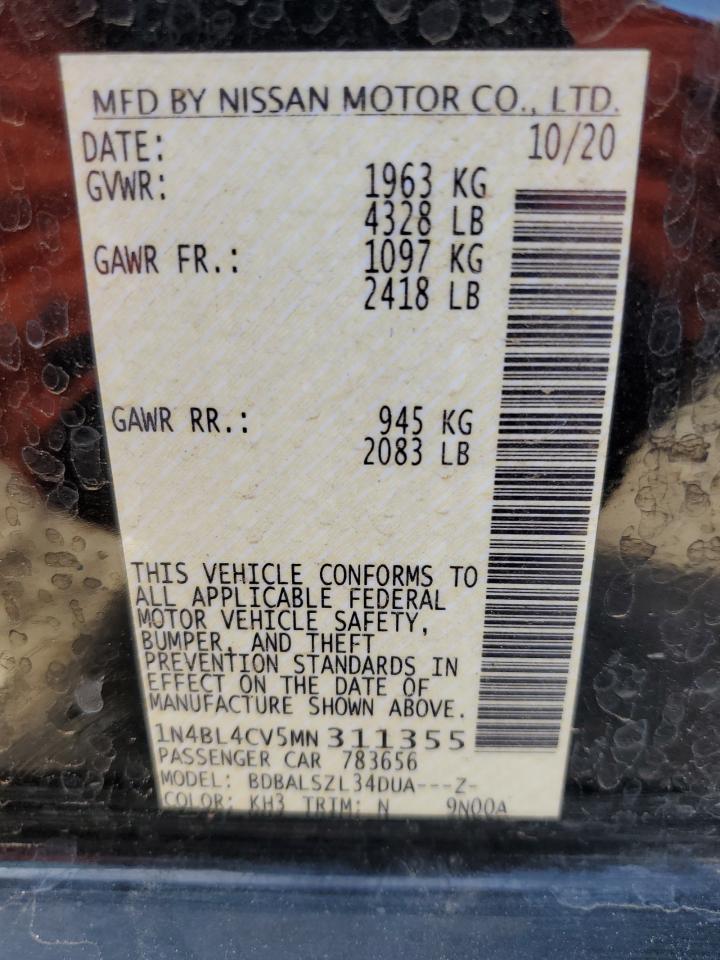 MFD BY NISSAN MOTOR CO., LTD.
DATE: 10/20
GVWR: 1963 KG
4328 LB
GAWR FR.: 1097 KG
2418 LB
GAWR RR.: 945 KG
2083 LB
THIS VEHICLE CONFORMS TO
ALL APPLICABLE FEDERAL
MOTOR VEHICLE SAFETY,
BUMPER, AND THEFT
PREVENTION STANDARDS IN
EFFECT ON THE DATE OF
MANUFACTURE SHOWN ABOVE.
1N4BL4CV5MN311355
PASSENGER CAR 783656
MODEL: BDBALSZL34DUA---Z-
COLOR: KH3 TRIM: N 9N00A